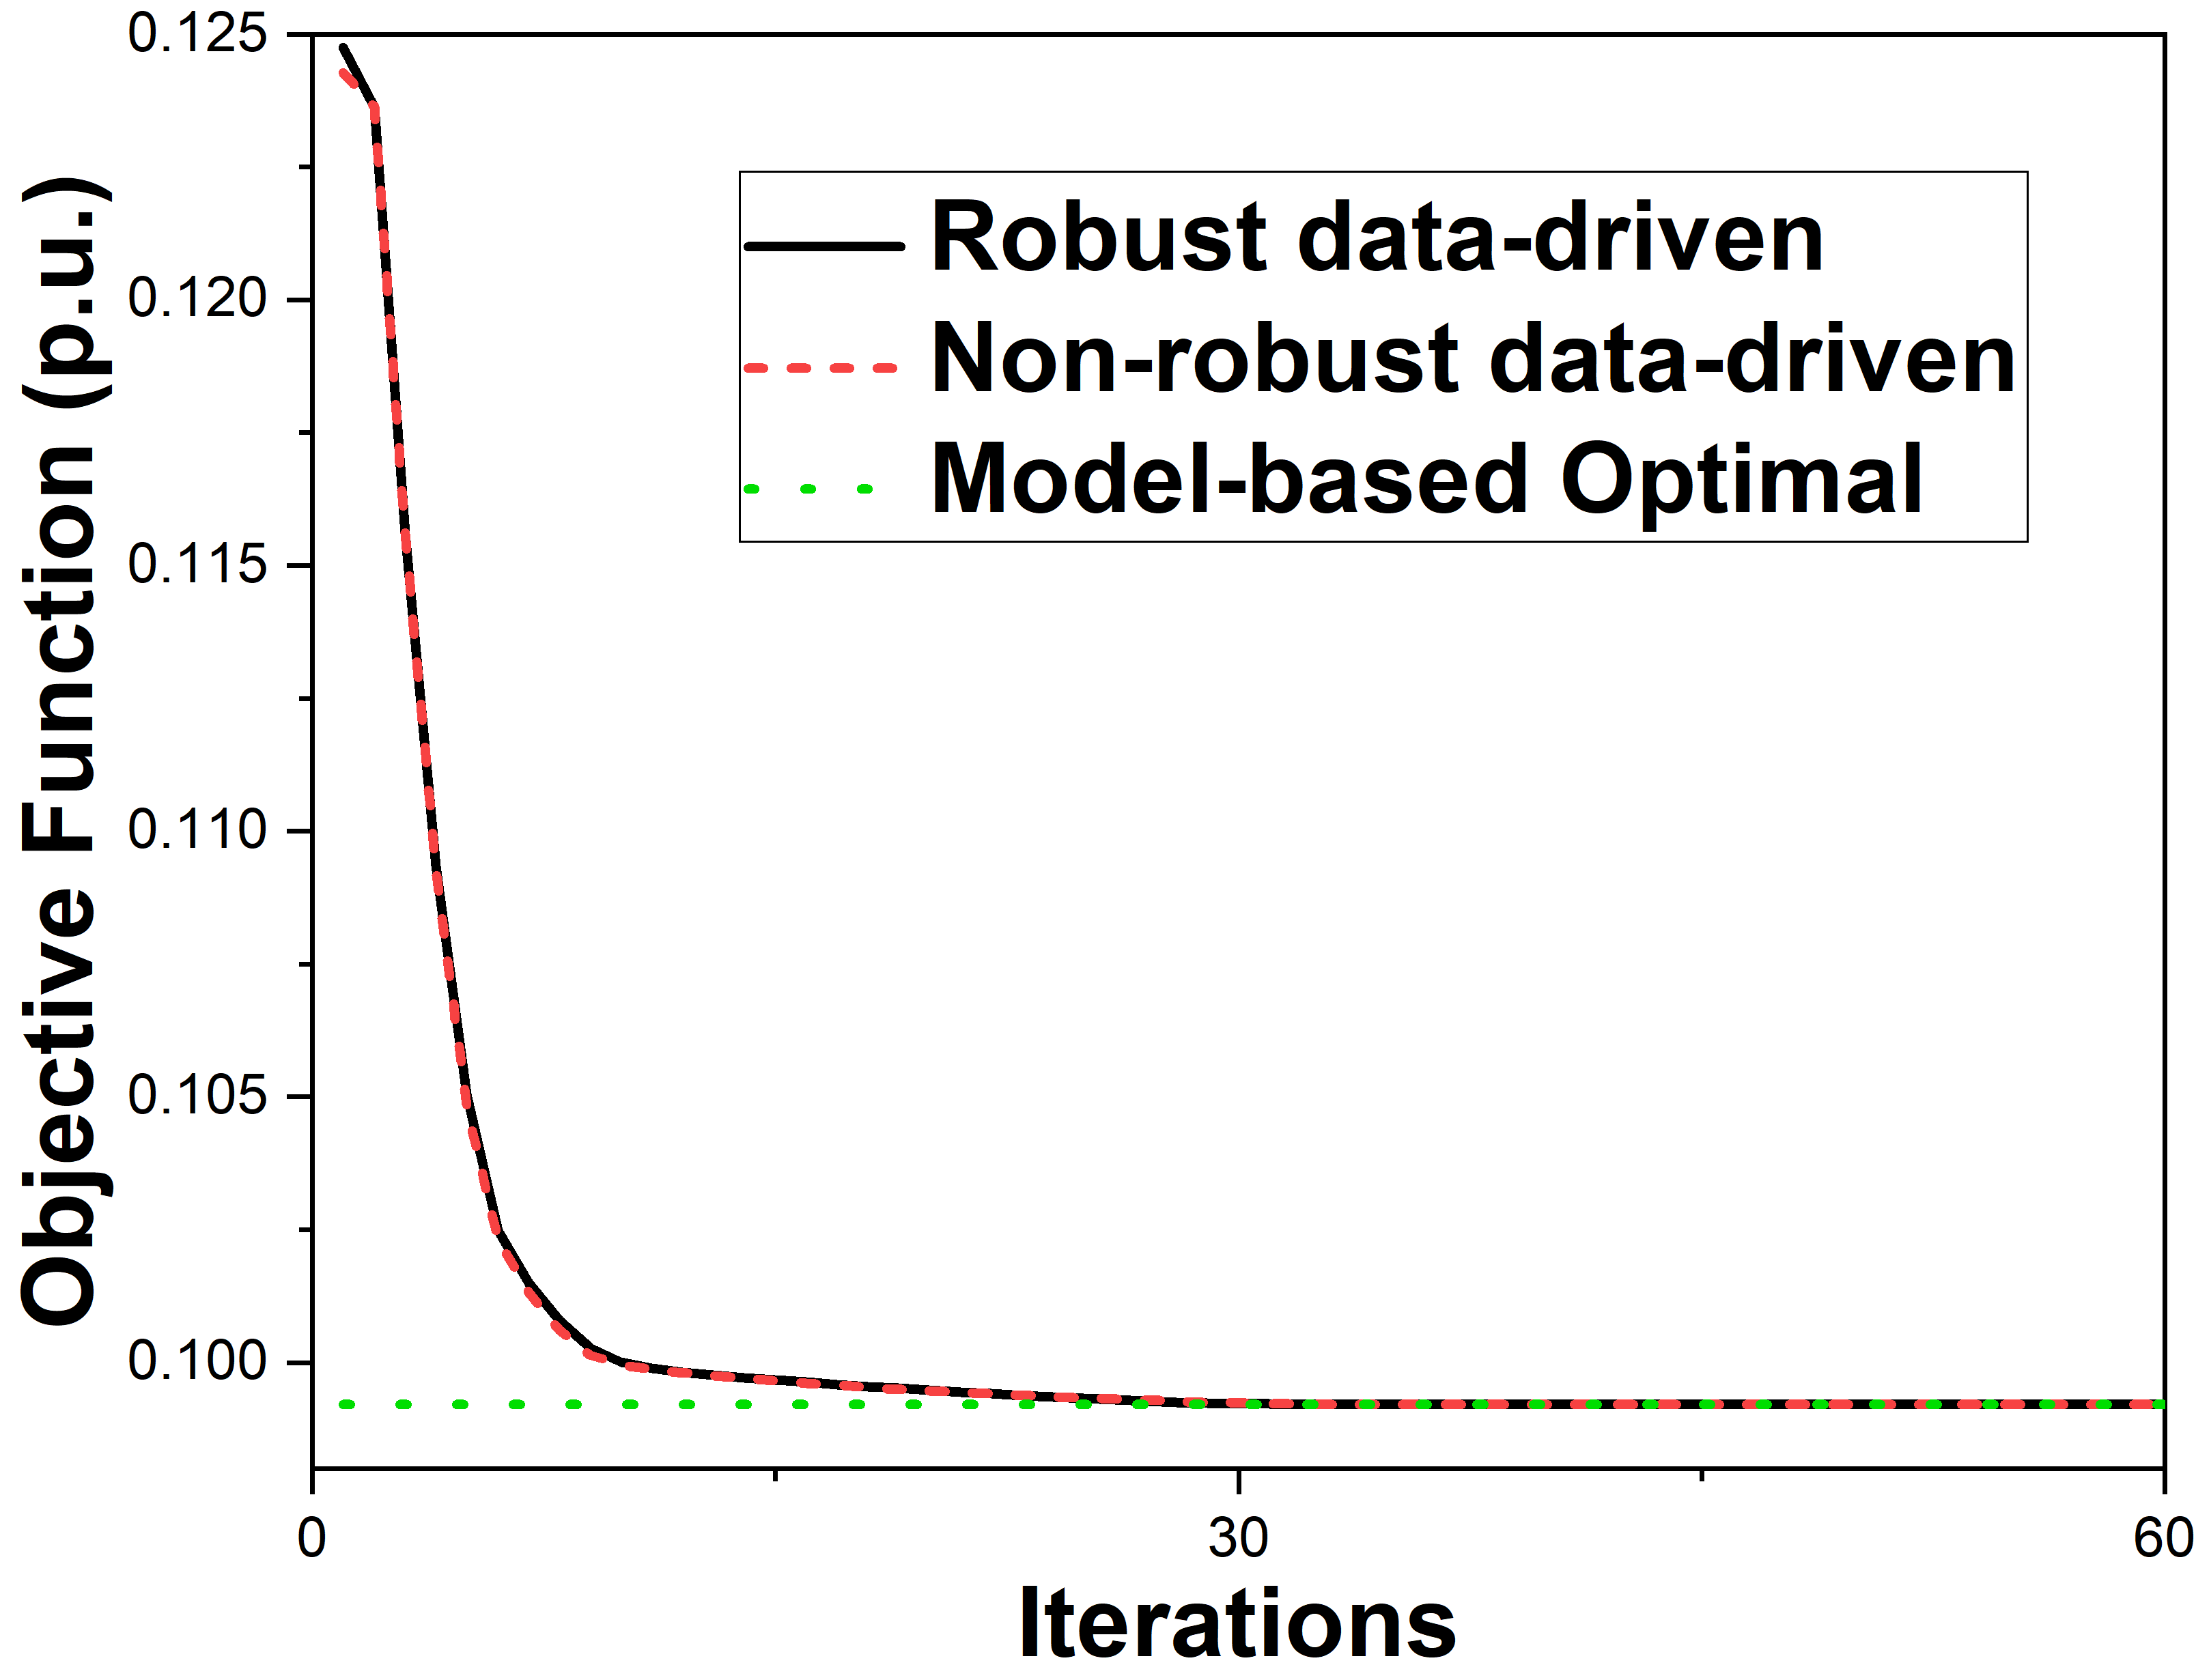 Objective Function (p.u.)
0.125
0.120
0.115
0.110
0.105
0.100
Robust data-driven
Non-robust data-driven
Model-based Optimal
0
30
60
Iterations